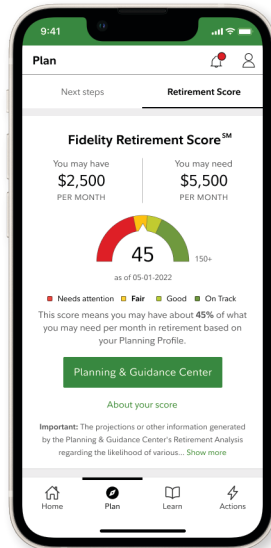 9:41
Plan
Next steps
Retirement Score
Fidelity Retirement Score℠
You may have
$2,500
PER MONTH
You may need
$5,500
PER MONTH
45
150+
as of 05-01-2022
Needs attention
Fair
Good
On Track
This score means you may have about 45% of what
you may need per month in retirement based on
your Planning Profile.
Planning & Guidance Center
About your score
Important: The projections or other information generated
by the Planning & Guidance Center's Retirement Analysis
regarding the likelihood of various... Show more
Home
Plan
Learn
Actions